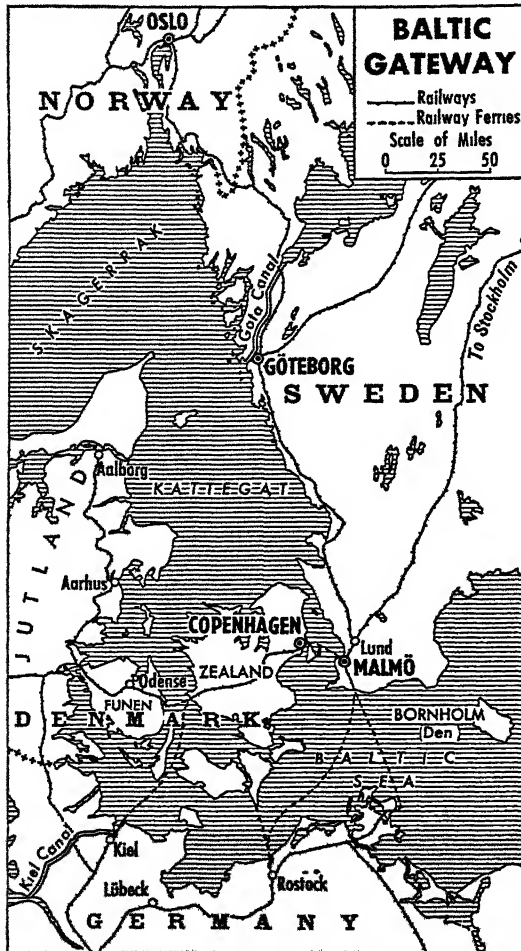 OSLO
BALTIC
GATEWAY
Railways
Railway Ferries
Scale of Miles
0 25 50
NORWAY
SKAGERRAK
Gota Canal
To Stockholm
GÖTEBORG
SWEDEN
Aalborg
KATTEGAT
JUTLAND
Aarhus
COPENHAGEN
Lund
MALMÖ
ZEALAND
Odense
FUNEN
DENMARK
BORNHOLM
(Den)
BALTIC
SEA
Kiel Canal
Kiel
Lübeck
Rostock
GERMANY